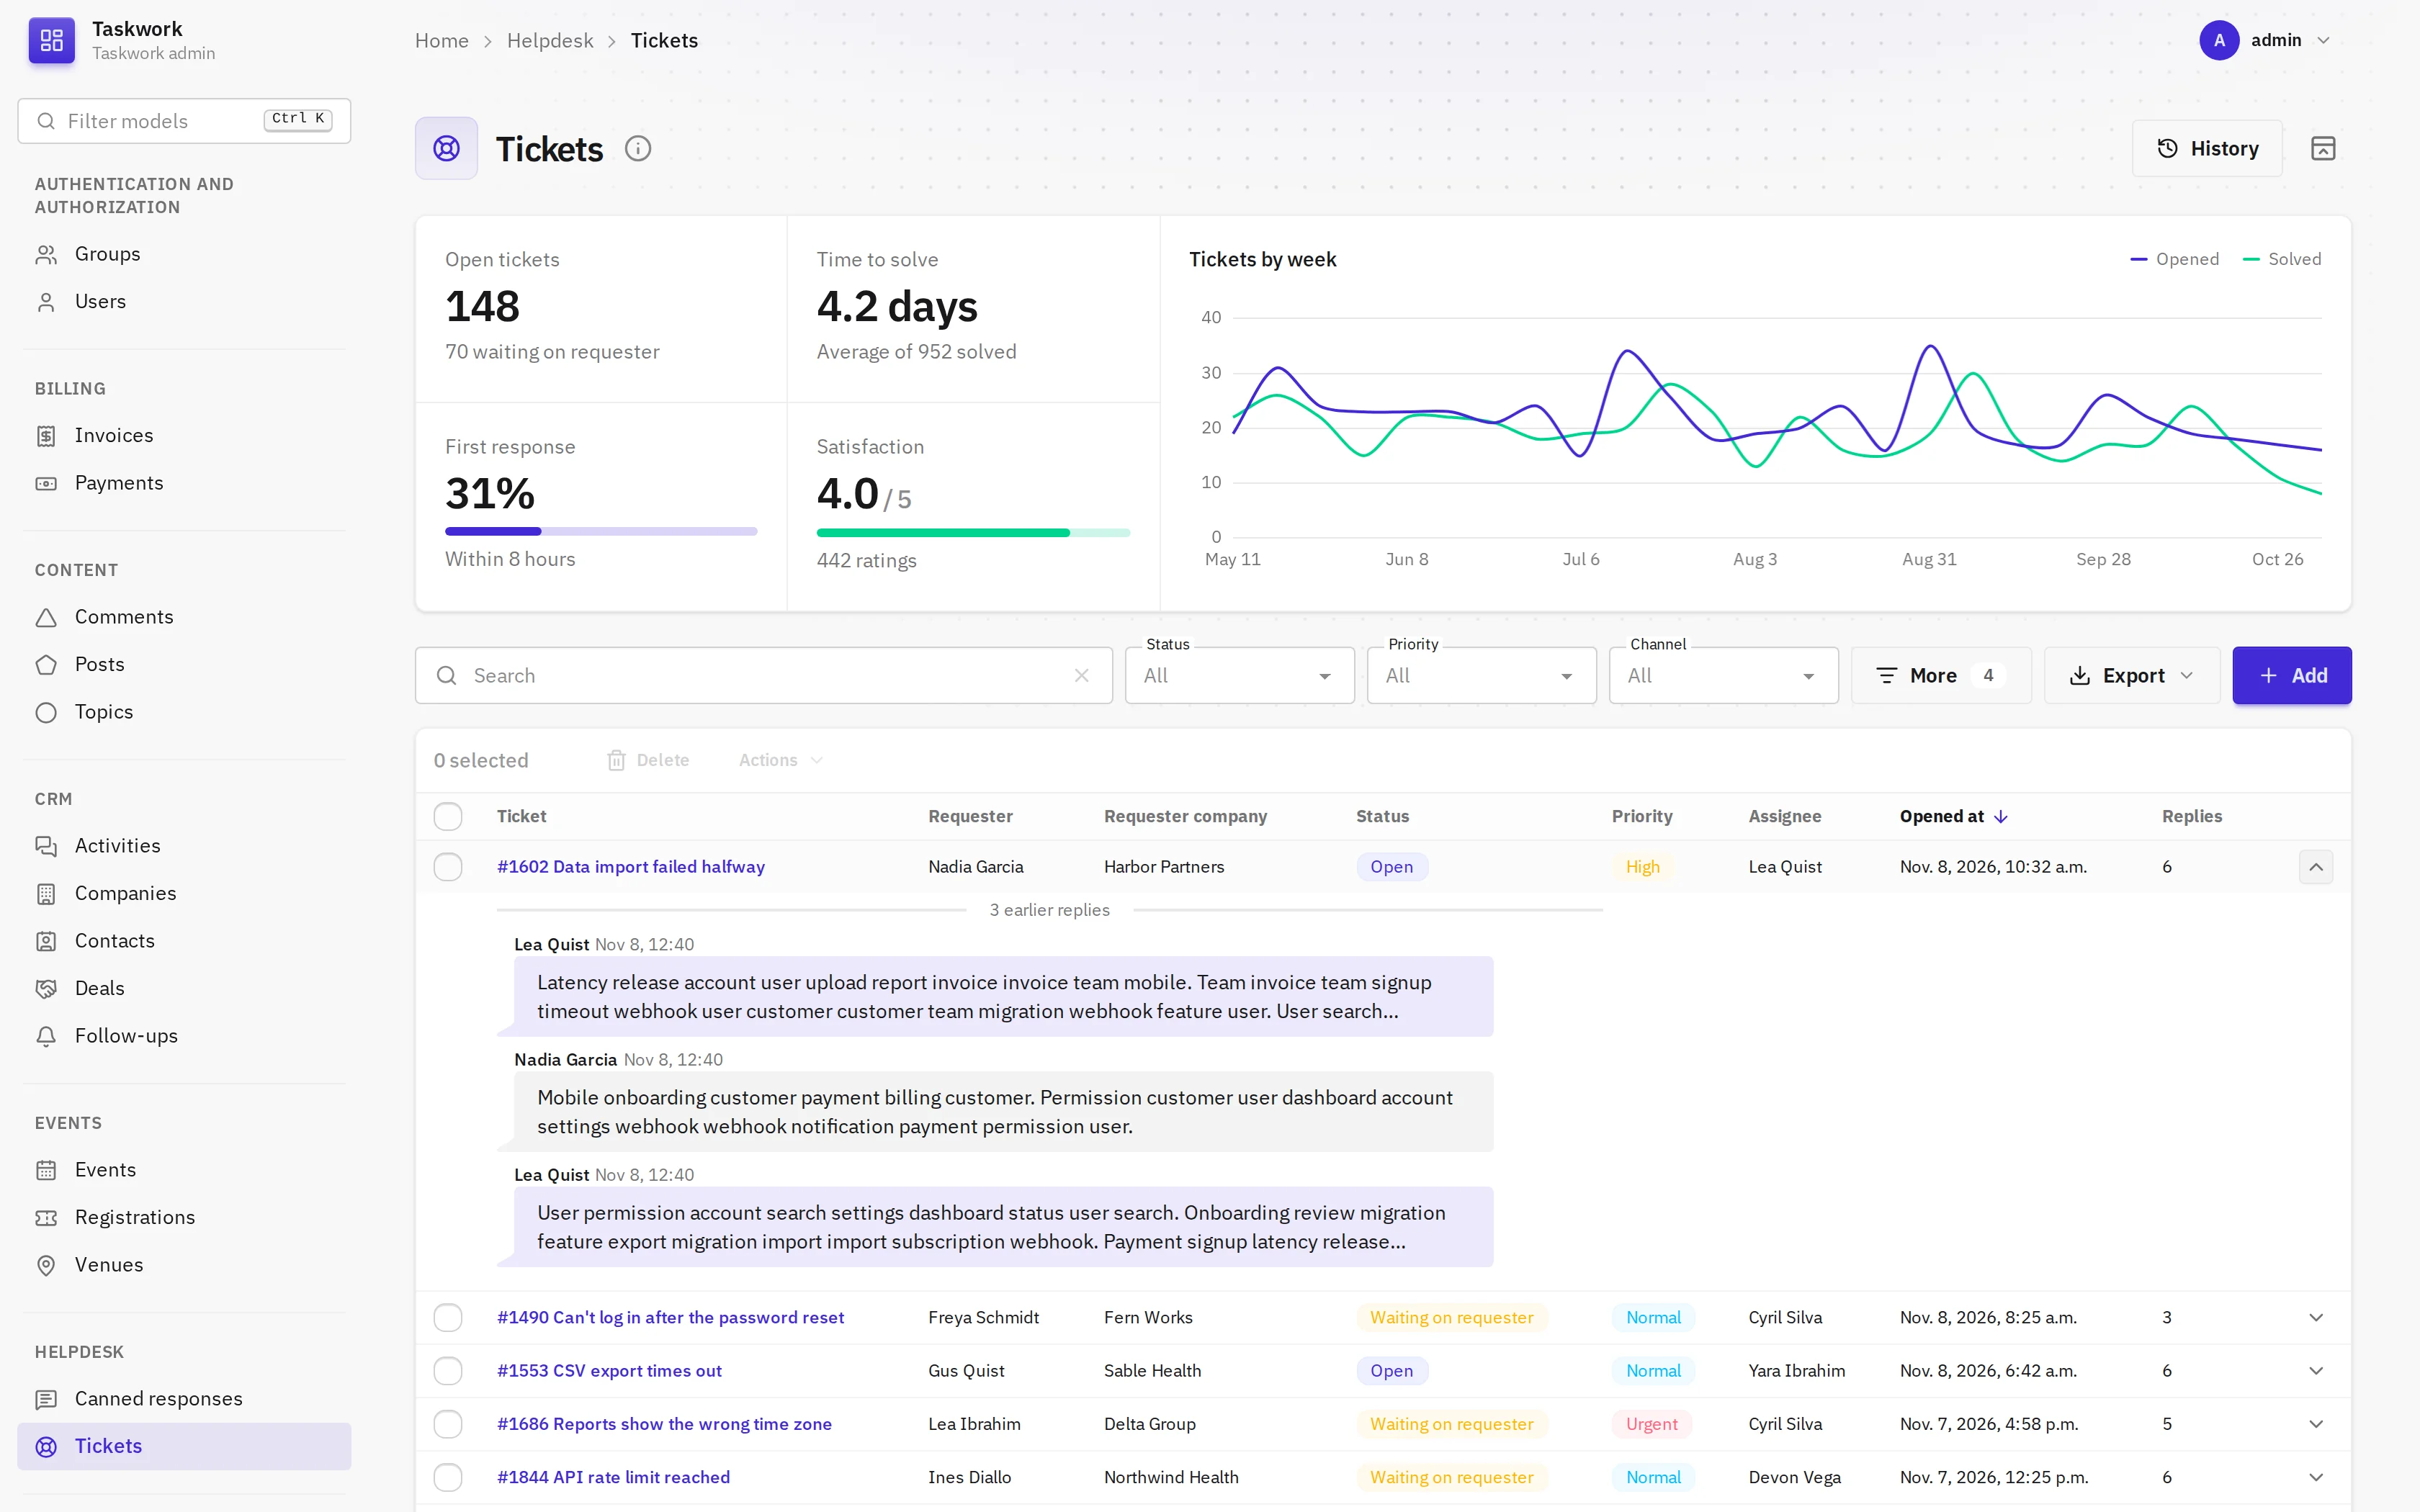 Taskwork
Taskwork admin
Filter models
Ctrl K
AUTHENTICATION AND
AUTHORIZATION
Groups
Users
BILLING
Invoices
Payments
CONTENT
Comments
Posts
Topics
CRM
Activities
Companies
Contacts
Deals
Follow-ups
EVENTS
Events
Registrations
Venues
HELPDESK
Canned responses
Tickets
Home > Helpdesk > Tickets
A admin
Tickets
History
Open tickets
148
70 waiting on requester
Time to solve
4.2 days
Average of 952 solved
First response
31%
Within 8 hours
Satisfaction
4.0 / 5
442 ratings
Tickets by week
Opened Solved
40
30
20
10
0
May 11 Jun 8 Jul 6 Aug 3 Aug 31 Sep 28 Oct 26
Search
Status
All
Priority
All
Channel
All
More 4
Export
Add
0 selected Delete Actions
Ticket Requester Requester company Status Priority Assignee Opened at Replies
#1602 Data import failed halfway Nadia Garcia Harbor Partners Open High Lea Quist Nov. 8, 2026, 10:32 a.m. 6
3 earlier replies
Lea Quist Nov 8, 12:40
Latency release account user upload report invoice invoice team mobile. Team invoice team signup
timeout webhook user customer customer team migration webhook feature user. User search…
Nadia Garcia Nov 8, 12:40
Mobile onboarding customer payment billing customer. Permission customer user dashboard account
settings webhook webhook notification payment permission user.
Lea Quist Nov 8, 12:40
User permission account search settings dashboard status user search. Onboarding review migration
feature export migration import import subscription webhook. Payment signup latency release…
#1490 Can't log in after the password reset Freya Schmidt Fern Works Waiting on requester Normal Cyril Silva Nov. 8, 2026, 8:25 a.m. 3
#1553 CSV export times out Gus Quist Sable Health Open Normal Yara Ibrahim Nov. 8, 2026, 6:42 a.m. 6
#1686 Reports show the wrong time zone Lea Ibrahim Delta Group Waiting on requester Urgent Cyril Silva Nov. 7, 2026, 4:58 p.m. 5
#1844 API rate limit reached Ines Diallo Northwind Health Waiting on requester Normal Devon Vega Nov. 7, 2026, 12:25 p.m. 6